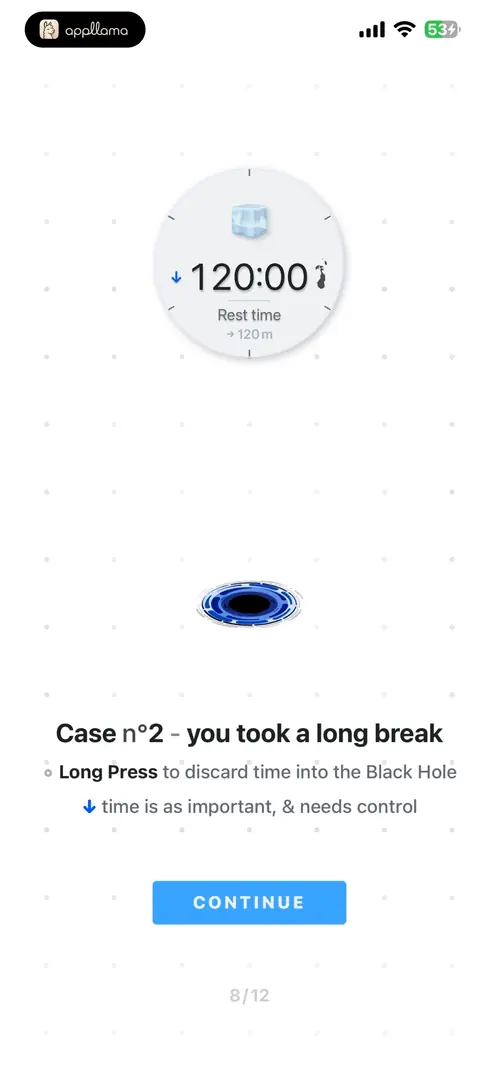 appllama
53
120:00
Rest time
→ 120 m
Case n°2 - you took a long break
Long Press to discard time into the Black Hole
↓ time is as important, & needs control
CONTINUE
8/12